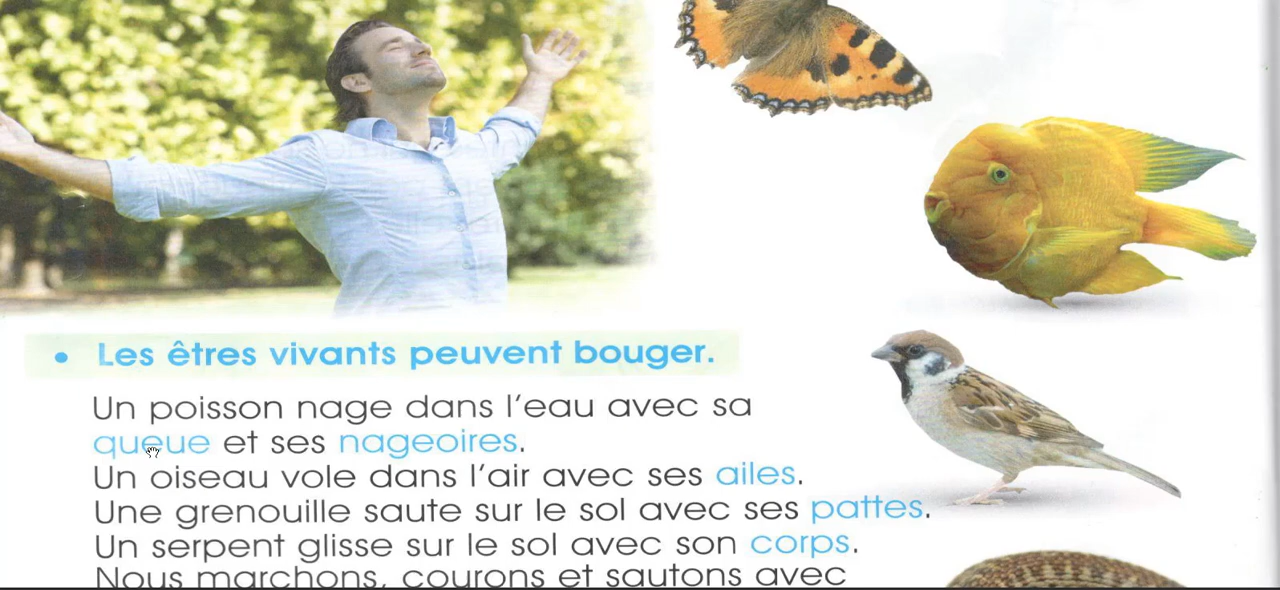 • Les êtres vivants peuvent bouger.
Un poisson nage dans l'eau avec sa
queue et ses nageoires.
Un oiseau vole dans l'air avec ses ailes.
Une grenouille saute sur le sol avec ses pattes.
Un serpent glisse sur le sol avec son corps.
Nous marchons, courons et sautons avec